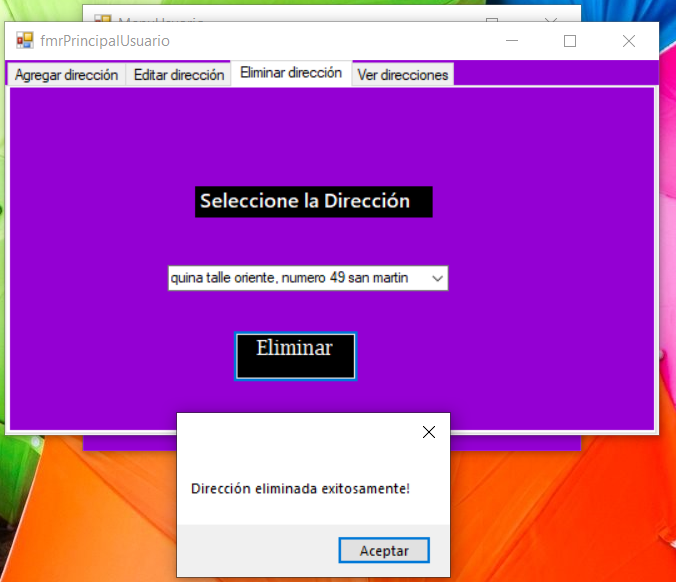 MenuUsuario
fmrPrincipalUsuario
Agregar dirección Editar dirección Eliminar dirección Ver direcciones
Seleccione la Dirección
quina talle oriente, numero 49 san martin
Eliminar
Dirección eliminada exitosamente!
Aceptar